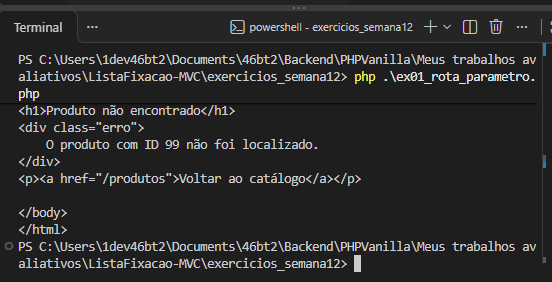 Terminal
powershell - exercicios_semana12
PS C:\Users\1dev46bt2\Documents\46bt2\Backend\PHPVanilla\Meus trabalhos av
aliativos\ListaFixacao-MVC\exercicios_semana12> php .\ex01_rota_parametro.
php
<h1>Produto não encontrado</h1>
<div class="erro">
    O produto com ID 99 não foi localizado.
</div>
<p><a href="/produtos">Voltar ao catálogo</a></p>
</body>
</html>
PS C:\Users\1dev46bt2\Documents\46bt2\Backend\PHPVanilla\Meus trabalhos av
aliativos\ListaFixacao-MVC\exercicios_semana12>